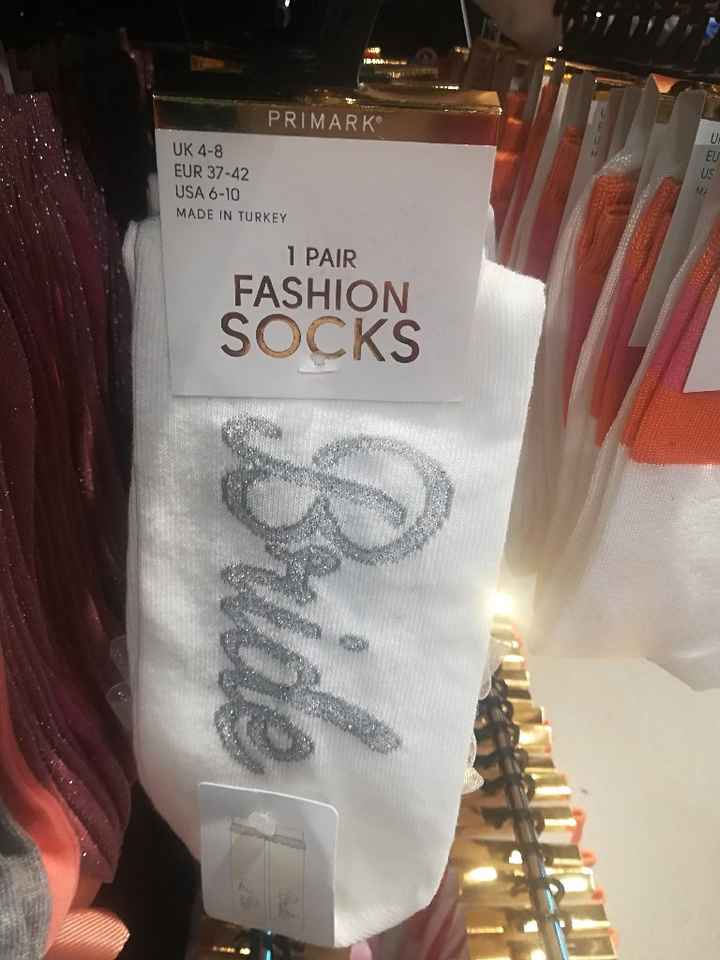 PRIMARK®
UK 4-8
EUR 37-42
USA 6-10
MADE IN TURKEY
1 PAIR
FASHION
SOCKS
Bride